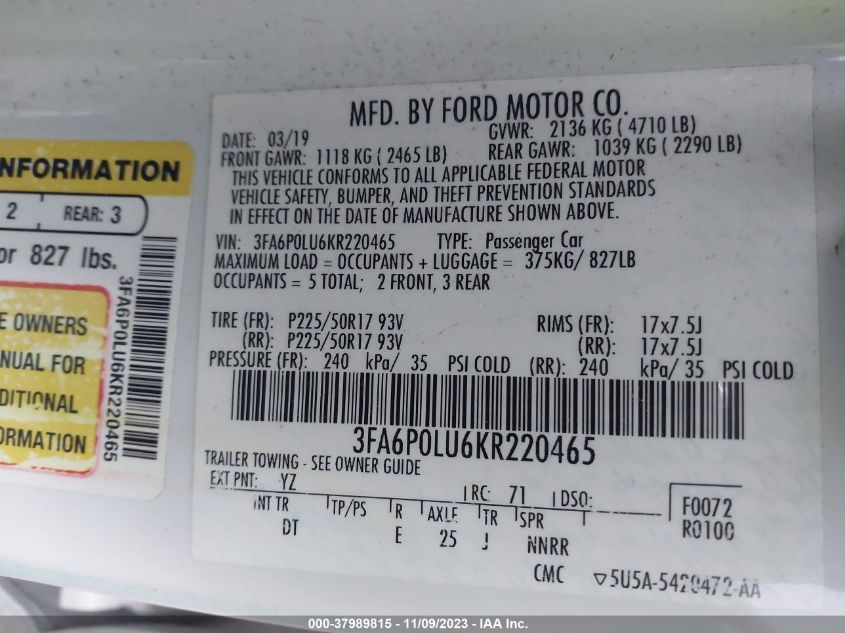 MFD. BY FORD MOTOR CO.
DATE: 03/19 GVWR: 2136 KG ( 4710 LB)
FRONT GAWR: 1118 KG ( 2465 LB) REAR GAWR: 1039 KG ( 2290 LB)
THIS VEHICLE CONFORMS TO ALL APPLICABLE FEDERAL MOTOR
VEHICLE SAFETY, BUMPER, AND THEFT PREVENTION STANDARDS
IN EFFECT ON THE DATE OF MANUFACTURE SHOWN ABOVE.
VIN: 3FA6P0LU6KR220465 TYPE: Passenger Car
MAXIMUM LOAD = OCCUPANTS + LUGGAGE = 375KG/ 827LB
OCCUPANTS = 5 TOTAL; 2 FRONT, 3 REAR
TIRE (FR): P225/50R17 93V RIMS (FR): 17x7.5J
(RR): P225/50R17 93V (RR): 17x7.5J
PRESSURE (FR): 240 kPa/ 35 PSI COLD (RR): 240 kPa/ 35 PSI COLD
3FA6P0LU6KR220465
TRAILER TOWING - SEE OWNER GUIDE
EXT PNT: YZ RC: 71 DSO:
INT TR TP/PS R AXLE TR SPR
DT E 25 J NNRR
F0072
R0100
CMC ▽5U5A-5420472-AA
NFORMATION
2 REAR: 3
or 827 lbs.
E OWNERS
NUAL FOR
DITIONAL
ORMATION
3FA6P0LU6KR220465
000-37989815 - 11/09/2023 - IAA Inc.